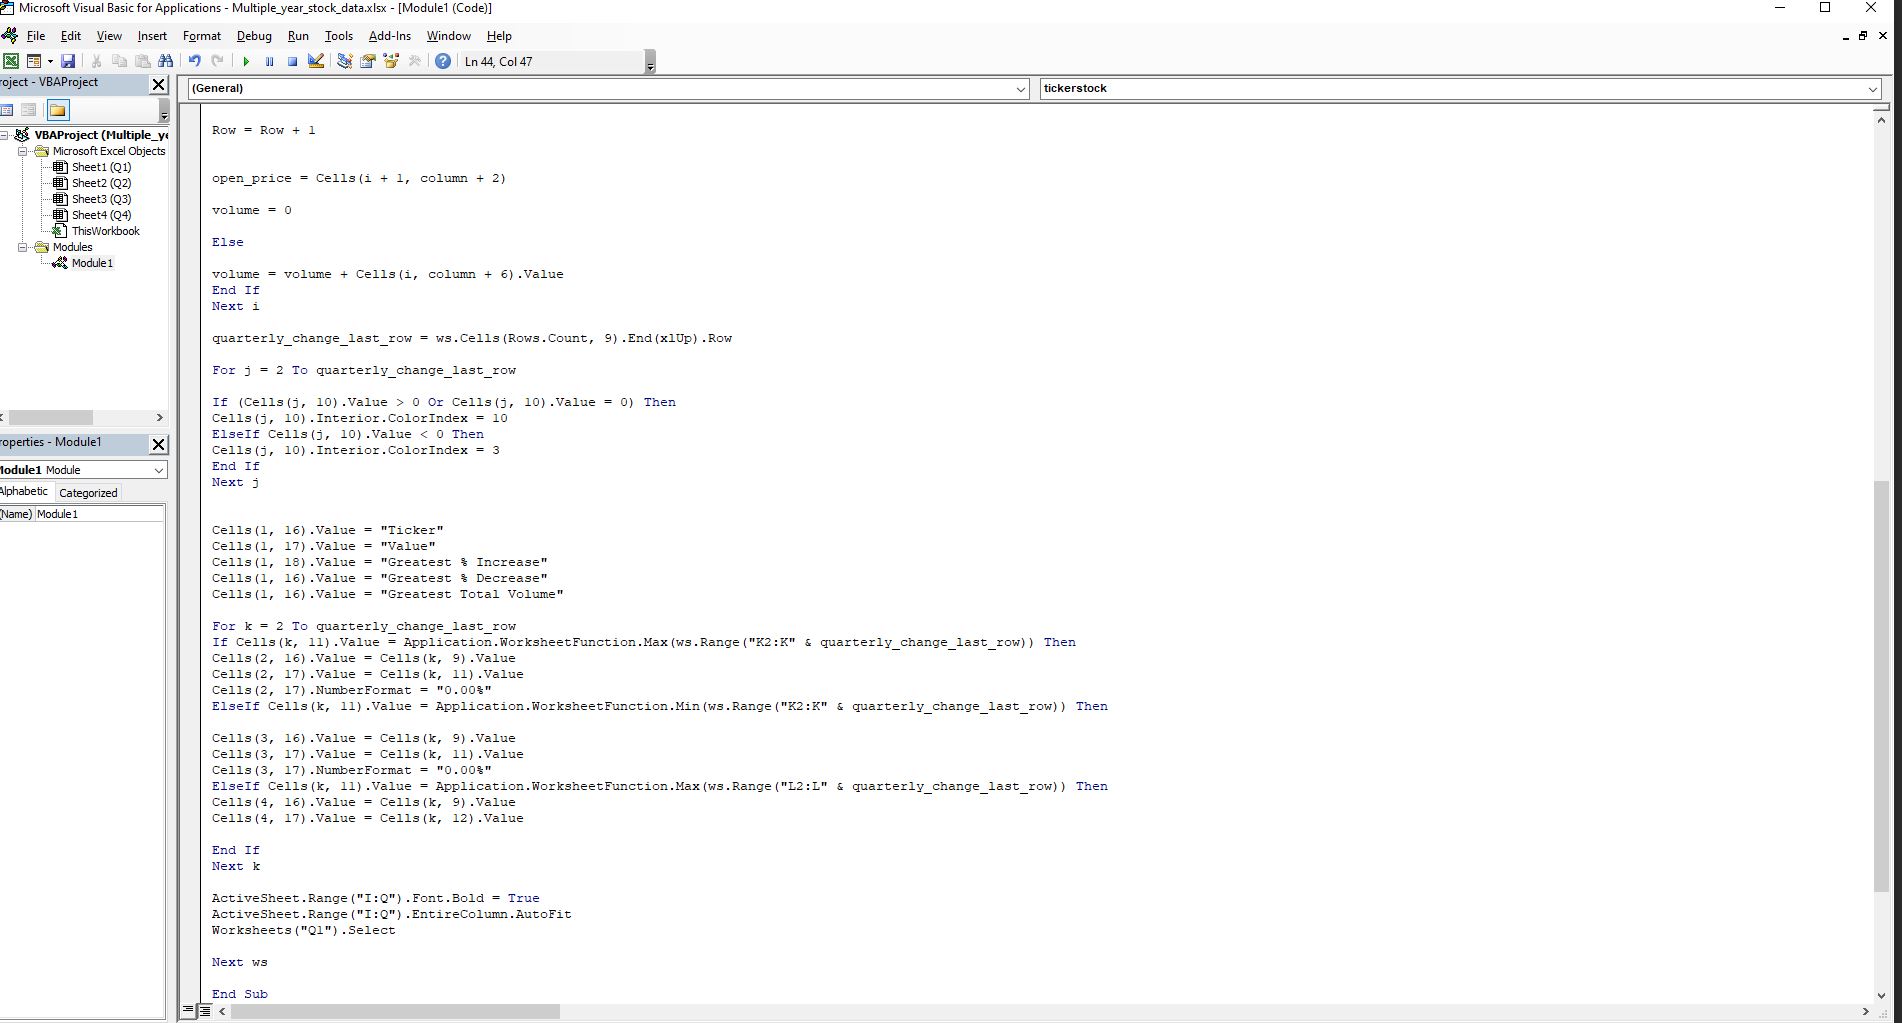 Microsoft Visual Basic for Applications - Multiple_year_stock_data.xlsx - [Module1 (Code)]
File Edit View Insert Format Debug Run Tools Add-Ins Window Help
Ln 44, Col 47
roject - VBAProject
(General)
tickerstock
VBAProject (Multiple_ye
Microsoft Excel Objects
Sheet1 (Q1)
Sheet2 (Q2)
Sheet3 (Q3)
Sheet4 (Q4)
ThisWorkbook
Modules
Module1
roperties - Module1
Module1 Module
Alphabetic Categorized
(Name) Module1
Row = Row + 1
open_price = Cells(i + 1, column + 2)
volume = 0
Else
volume = volume + Cells(i, column + 6).Value
End If
Next i
quarterly_change_last_row = ws.Cells(Rows.Count, 9).End(xlUp).Row
For j = 2 To quarterly_change_last_row
If (Cells(j, 10).Value > 0 Or Cells(j, 10).Value = 0) Then
Cells(j, 10).Interior.ColorIndex = 10
ElseIf Cells(j, 10).Value < 0 Then
Cells(j, 10).Interior.ColorIndex = 3
End If
Next j
Cells(1, 16).Value = "Ticker"
Cells(1, 17).Value = "Value"
Cells(1, 18).Value = "Greatest % Increase"
Cells(1, 16).Value = "Greatest % Decrease"
Cells(1, 16).Value = "Greatest Total Volume"
For k = 2 To quarterly_change_last_row
If Cells(k, 11).Value = Application.WorksheetFunction.Max(ws.Range("K2:K" & quarterly_change_last_row)) Then
Cells(2, 16).Value = Cells(k, 9).Value
Cells(2, 17).Value = Cells(k, 11).Value
Cells(2, 17).NumberFormat = "0.00%"
ElseIf Cells(k, 11).Value = Application.WorksheetFunction.Min(ws.Range("K2:K" & quarterly_change_last_row)) Then
Cells(3, 16).Value = Cells(k, 9).Value
Cells(3, 17).Value = Cells(k, 11).Value
Cells(3, 17).NumberFormat = "0.00%"
ElseIf Cells(k, 11).Value = Application.WorksheetFunction.Max(ws.Range("L2:L" & quarterly_change_last_row)) Then
Cells(4, 16).Value = Cells(k, 9).Value
Cells(4, 17).Value = Cells(k, 12).Value
End If
Next k
ActiveSheet.Range("I:Q").Font.Bold = True
ActiveSheet.Range("I:Q").EntireColumn.AutoFit
Worksheets("Q1").Select
Next ws
End Sub